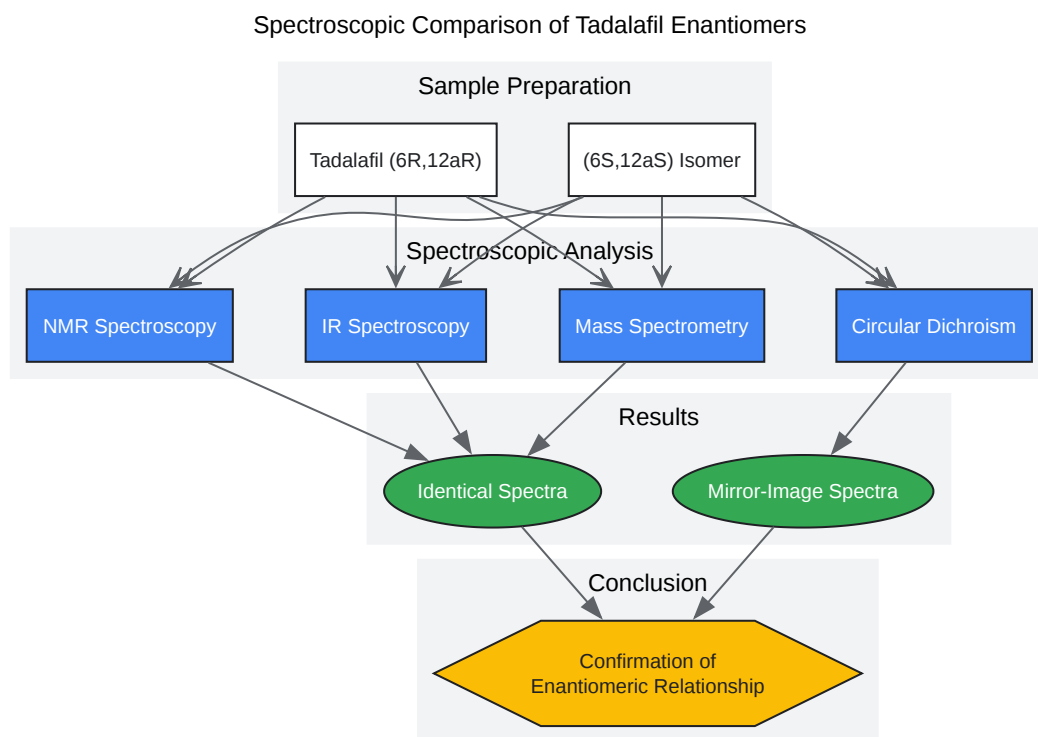 Spectroscopic Comparison of Tadalafil Enantiomers
Sample Preparation
Tadalafil (6R,12aR)
(6S,12aS) Isomer
Spectroscopic Analysis
NMR Spectroscopy
IR Spectroscopy
Mass Spectrometry
Circular Dichroism
Results
Identical Spectra
Mirror-Image Spectra
Conclusion
Confirmation of
Enantiomeric Relationship